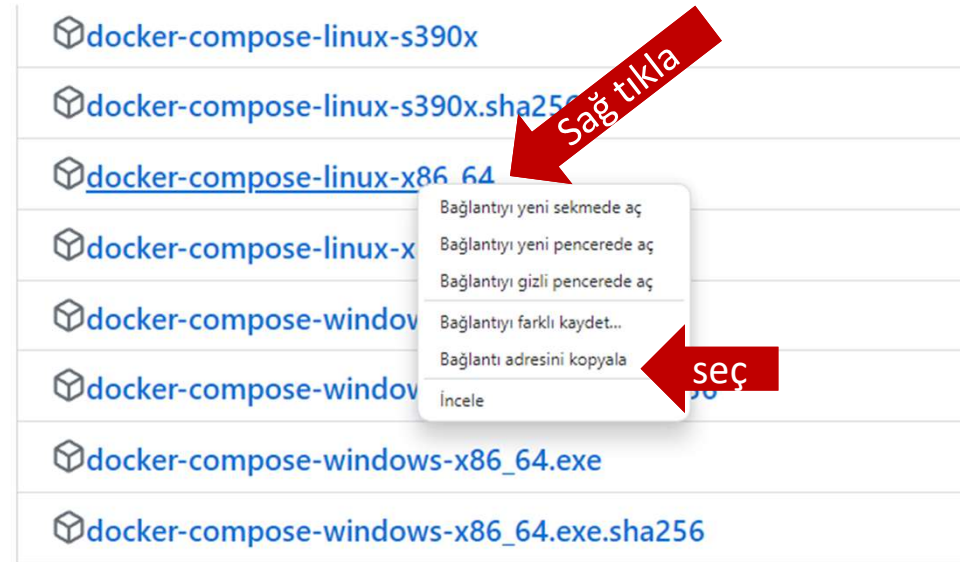 docker-compose-linux-s390x
Sağ tıkla
docker-compose-linux-s390x.sha256
docker-compose-linux-x86_64
Bağlantıyı yeni sekmede aç
Bağlantıyı yeni pencerede aç
docker-compose-linux-x
Bağlantıyı gizli pencerede aç
docker-compose-window
Bağlantıyı farklı kaydet...
Bağlantı adresini kopyala
seç
docker-compose-window
İncele
docker-compose-windows-x86_64.exe
docker-compose-windows-x86_64.exe.sha256